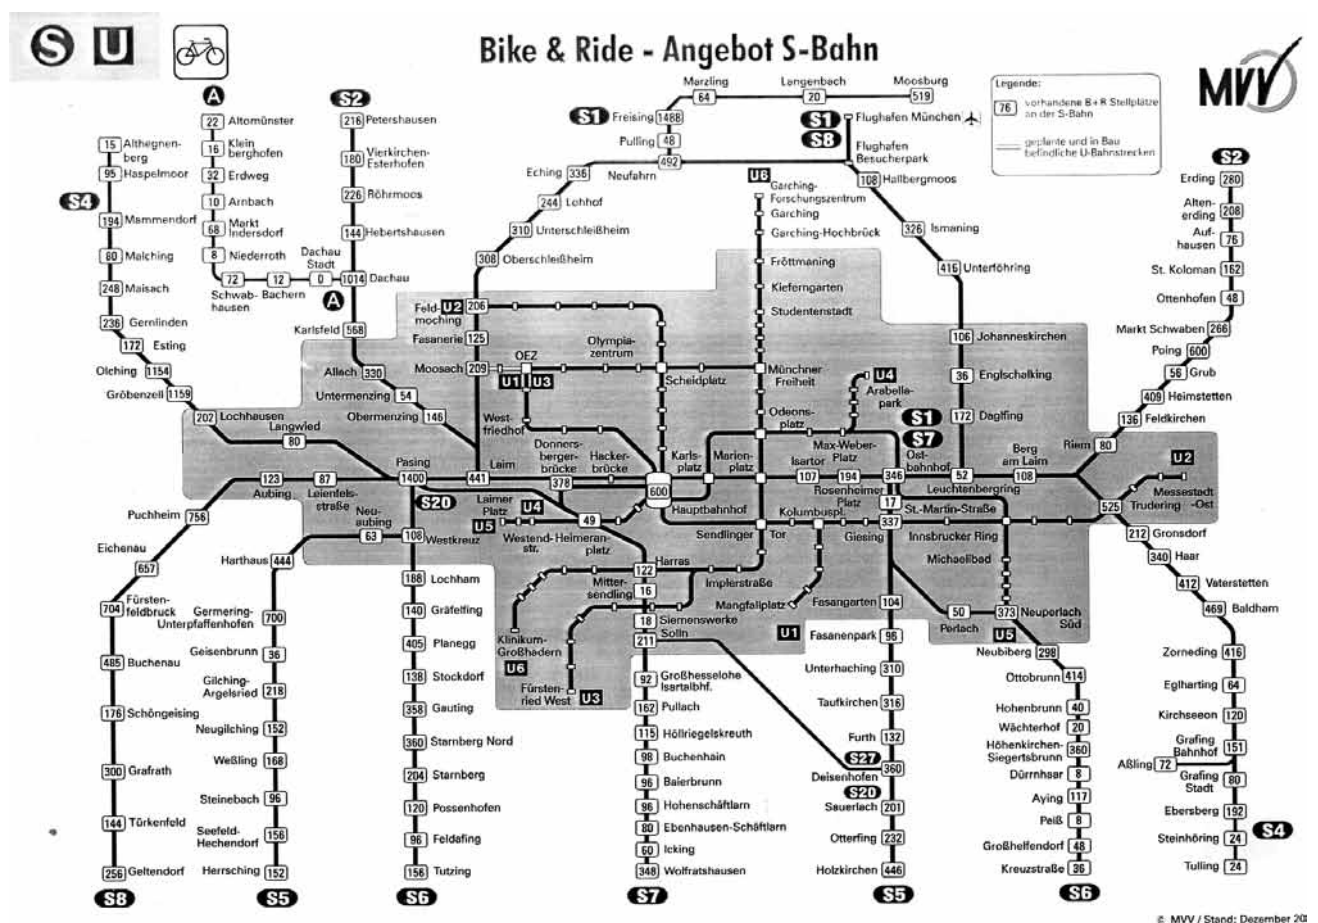 S U
Bike & Ride - Angebot S-Bahn
MVV
Legende:
76 vorhandene B+R Stellplätze
an der S-Bahn
geplante und in Bau
befindliche U-Bahnstrecken
Marzling
64
Langenbach
20
Moosburg
519
S1 Freising 1488
Pulling 48
Neufahrn 492
S1
S8
Flughafen München
Flughafen
Besucherpark
108 Hallbergmoos
326 Ismaning
416 Unterföhring
106 Johanneskirchen
36 Englschalking
172 Daglfing
Eching 336
244 Lohhof
310 Unterschleißheim
308 Oberschleißheim
Feld-
moching
U2 206
Fasanerie 125
Moosach 209
A
22 Altomünster
16 Klein
berghofen
32 Erdweg
10 Arnbach
68 Markt
Indersdorf
8 Niederroth
72 12 0
Schwab-
hausen
Bachern
Dachau
Stadt
A
S2
216 Petershausen
180 Vierkirchen-
Esterhofen
226 Röhrmoos
144 Hebertshausen
1014 Dachau
Karlsfeld 568
Allach 330
Untermenzing 54
Obermenzing 146
15 Althegnen-
berg
95 Haspelmoor
S4
194 Mammendorf
80 Malching
248 Maisach
236 Gernlinden
172 Esting
Olching 1154
Gröbenzell 1159
202 Lochhausen
Langwied
80
S2
Erding 280
Alten-
erding 208
Auf-
hausen 76
St. Koloman 162
Ottenhofen 48
Markt Schwaben 266
Poing 600
56 Grub
409 Heimstetten
136 Feldkirchen
Riem 80
U6
Garching-
Forschungszentrum
Garching
Garching-Hochbrück
Fröttmaning
Kieferngarten
Studentenstadt
Münchner
Freiheit
Olympia-
zentrum
OEZ
U1 U3
Scheidplatz
U4
Arabella-
park
Odeons-
platz
Max-Weber-
Platz
S1
S7
West-
friedhof
Pasing
1400
S20
Laim
441
Donners-
berger-
brücke
378
Hacker-
brücke
600
Hauptbahnhof
Karls-
platz
Marien-
platz
Isartor
107
194
Rosenheimer
Platz
Ost-
bahnhof
346
17
St.-Martin-Straße
52
Leuchtenbergring
Berg
am Laim
108
U2
Messestadt
-Ost
Trudering
525
Aubing
123
Leienfels-
straße
87
Puchheim
756
Eichenau
657
704 Fürsten-
feldbruck
485 Buchenau
176 Schöngeising
300 Grafrath
144 Türkenfeld
256 Geltendorf
S8
Neu-
aubing
63
108 Westkreuz
Harthaus 444
Germering-
Unterpfaffenhofen 700
Geisenbrunn 36
Gilching-
Argelsried 218
Neugilching 152
Weßling 168
Steinebach 96
Seefeld-
Hechendorf 156
Herrsching 152
S5
188 Lochham
140 Gräfelfing
405 Planegg
138 Stockdorf
358 Gauting
360 Starnberg Nord
204 Starnberg
120 Possenhofen
96 Feldafing
156 Tutzing
S6
Laimer
Platz
U5
U4
Westend-
str.
Heimeran-
platz
49
Harras
122
Mitter-
sendling 16
18 Siemenswerke
Solln
211
Klinikum-
Großhadern
U6
Fürsten-
ried West
U3
Implerstraße
Sendlinger Tor
Kolumbuspl.
Mangfallplatz
U1
Giesing
337
Innsbrucker Ring
Michaelibad
92 Großhesselohe
Isartalbhf.
162 Pullach
115 Höllriegelskreuth
98 Buchenhain
96 Baierbrunn
96 Hohenschäftlarn
80 Ebenhausen-Schäftlarn
60 Icking
348 Wolfratshausen
S7
Fasangarten 104
Fasanenpark 96
Unterhaching 310
Taufkirchen 316
Furth 132
S27
Deisenhofen 360
S20
Sauerlach 201
Otterfing 232
Holzkirchen 446
S5
50
Perlach
373 Neuperlach
Süd
U5
Neubiberg 298
Ottobrunn 414
Hohenbrunn 40
Wächterhof 20
Höhenkirchen-
Siegertsbrunn 360
Dürrnhaar 8
Aying 117
Peiß 8
Großhelfendorf 48
Kreuzstraße 36
S6
212 Gronsdorf
340 Haar
412 Vaterstetten
469 Baldham
Zorneding 416
Eglharting 64
Kirchseeon 120
Grafing
Bahnhof 151
Aßling 72
Grafing
Stadt 80
Ebersberg 192
Steinhöring 24
S4
Tulling 24
© MVV / Stand: Dezember